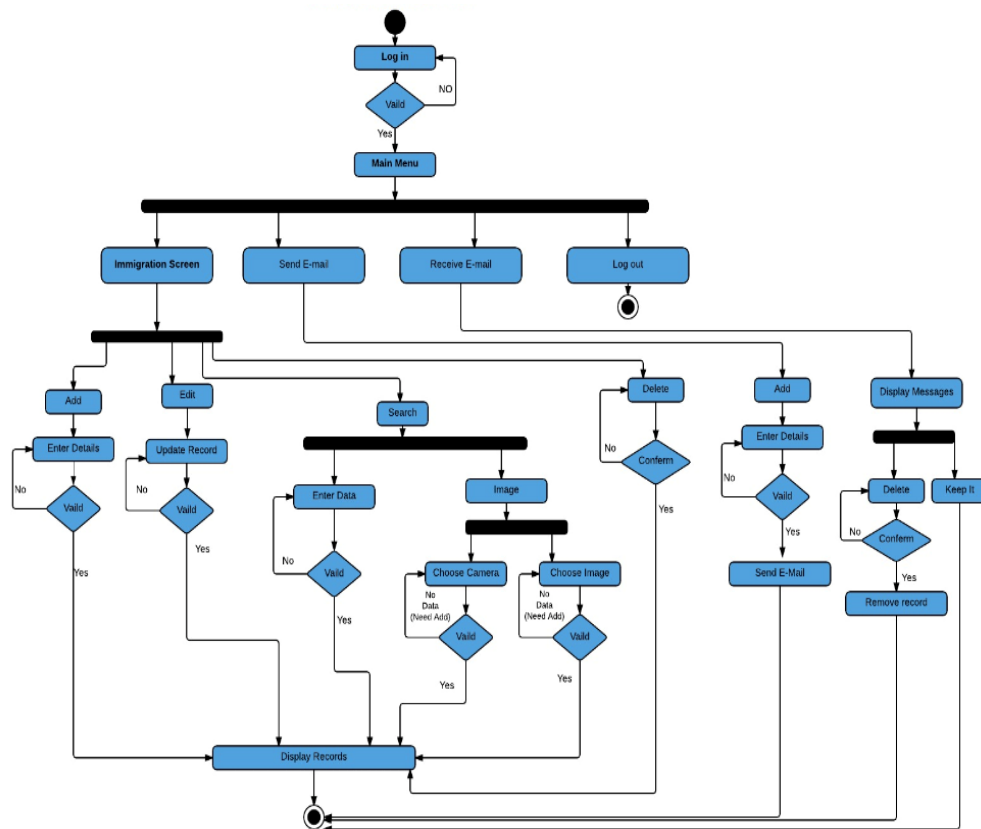 Log in
NO
Vaild
Yes
Main Menu
Immigration Screen
Send E-mail
Receive E-mail
Log out
Add
Edit
Search
Delete
Add
Display Messages
Enter Details
Update Record
No
Conferm
Enter Details
No
No
No
Vaild
Vaild
Enter Data
Image
Yes
No
Vaild
Delete
Keep It
Yes
Yes
No
Vaild
Choose Camera
Choose Image
Yes
Send E-Mail
No
Conferm
Yes
Remove record
No
Data
(Need Add)
No
Data
(Need Add)
Yes
Vaild
Vaild
Yes
Yes
Display Records